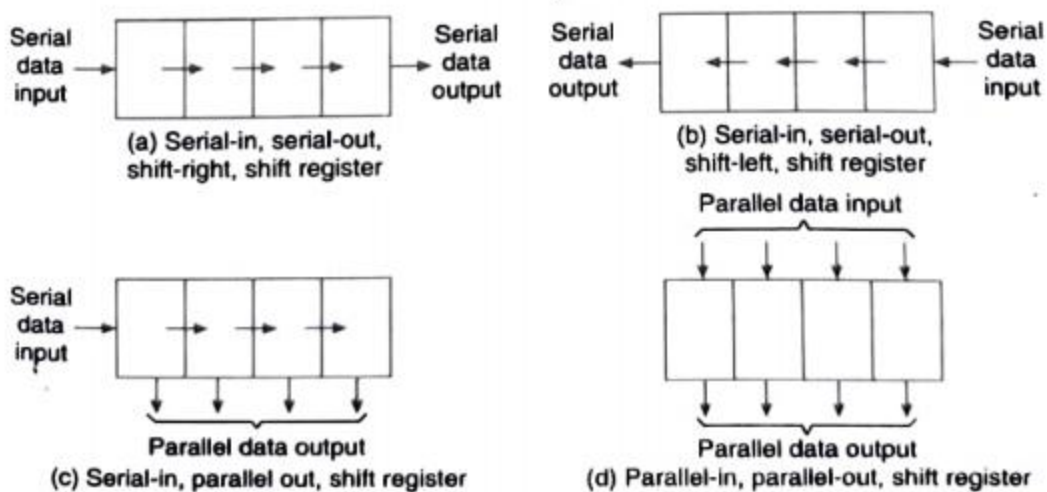 Serial
data
input
Serial
data
output
(a) Serial-in, serial-out,
shift-right, shift register
Serial
data
output
Serial
data
input
(b) Serial-in, serial-out,
shift-left, shift register
Serial
data
input
Parallel data output
(c) Serial-in, parallel out, shift register
Parallel data input
Parallel data output
(d) Parallel-in, parallel-out, shift register